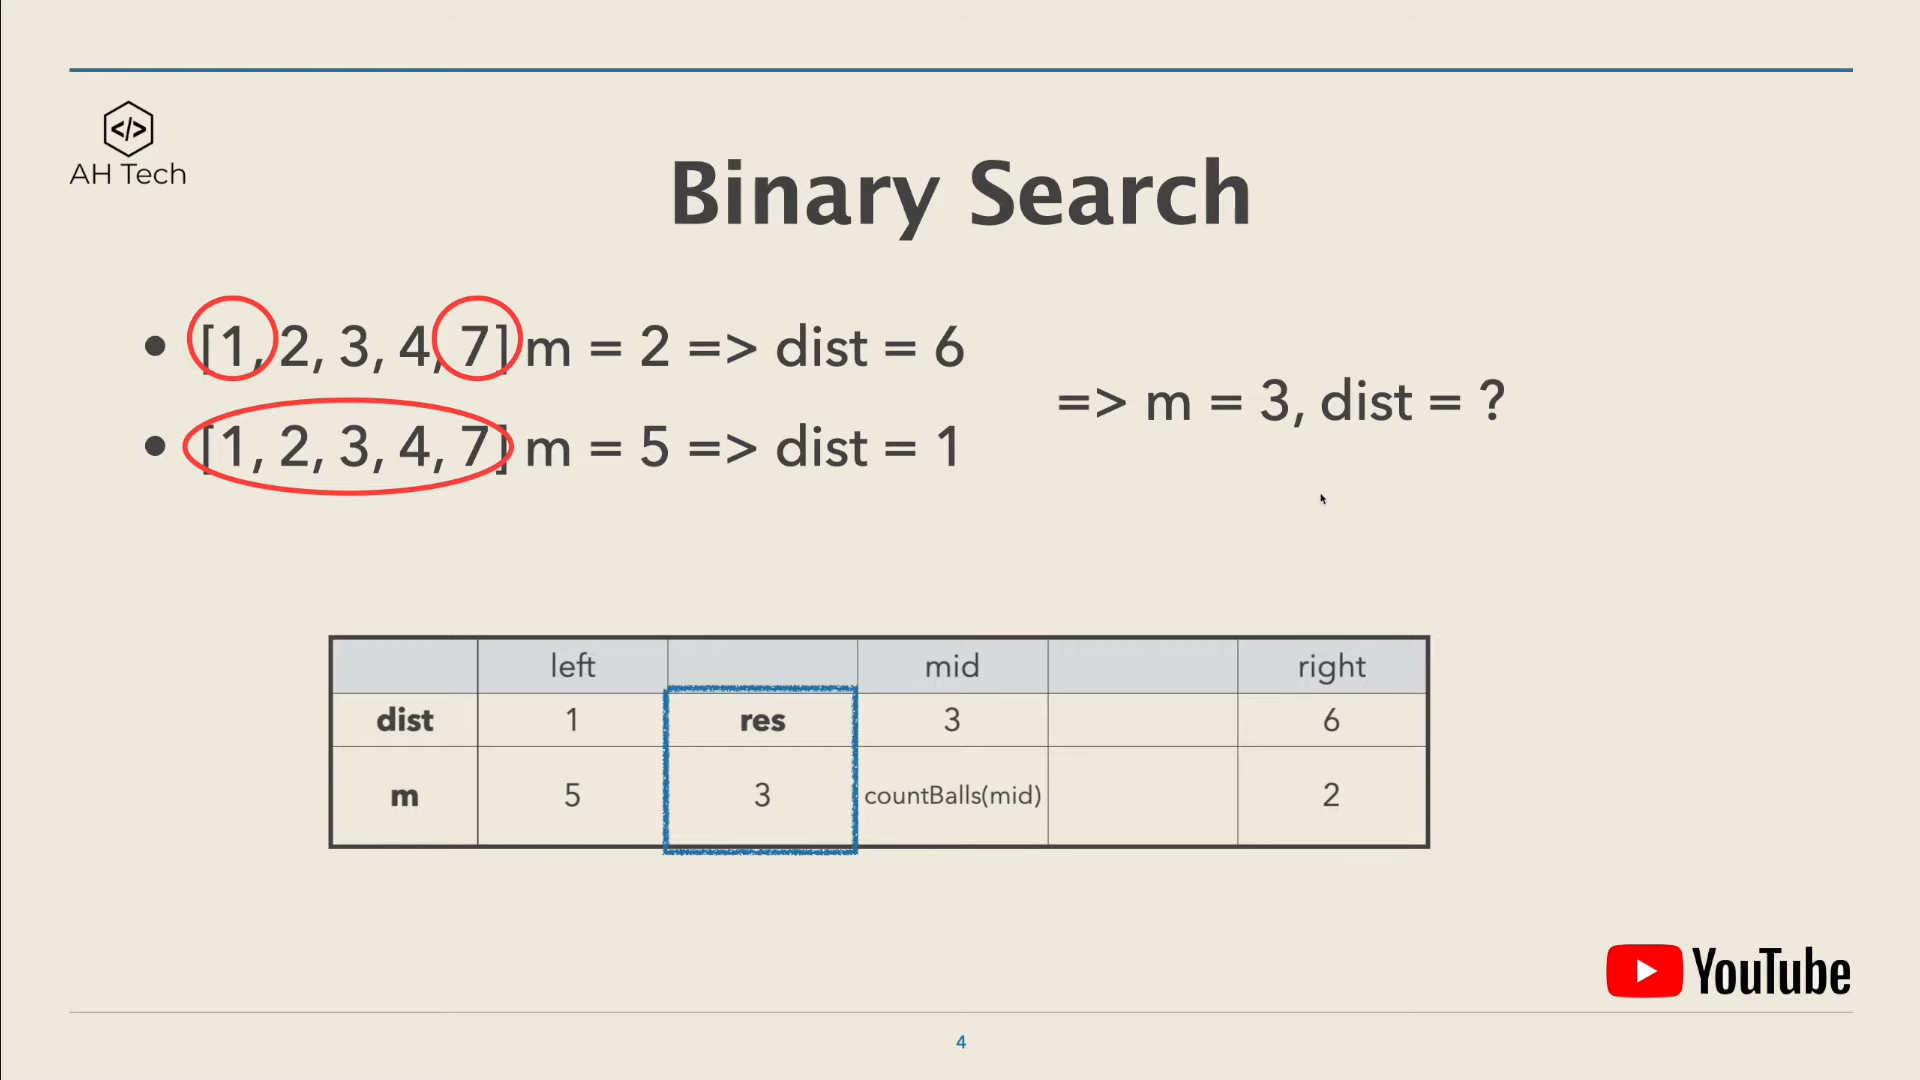 </>
AH Tech
Binary Search
• [1, 2, 3, 4, 7] m = 2 => dist = 6
=> m = 3, dist = ?
• [1, 2, 3, 4, 7] m = 5 => dist = 1
left mid right
dist 1 res 3 6
m 5 3 countBalls(mid) 2
YouTube
4